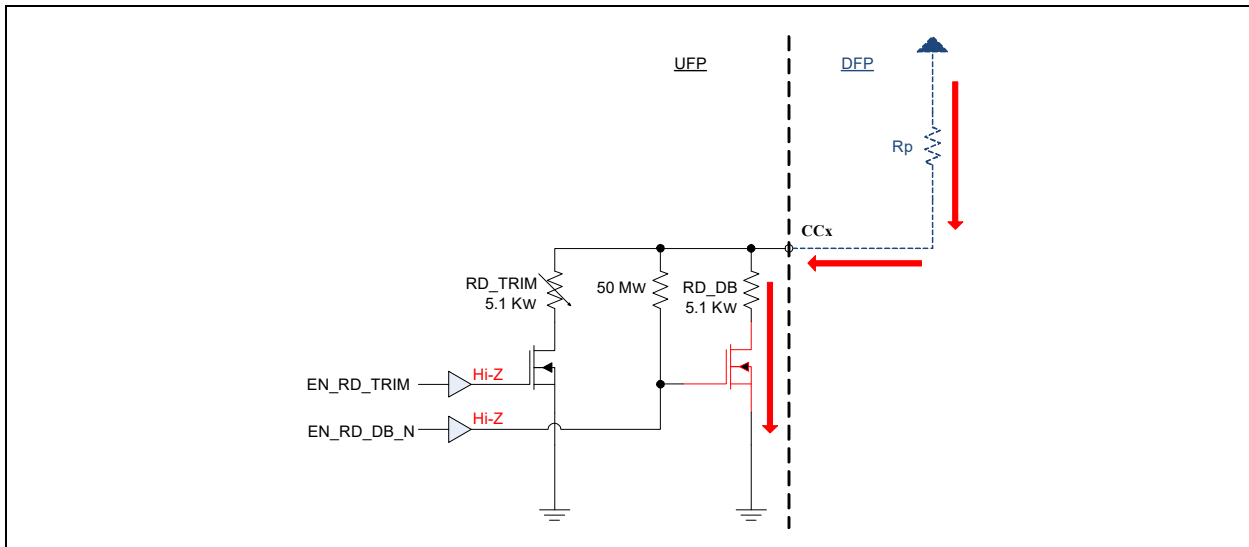 UFP
DFP
Rp
CCx
RD_TRIM
5.1 Kw
50 Mw
RD_DB
5.1 Kw
EN_RD_TRIM
Hi-Z
EN_RD_DB_N
Hi-Z